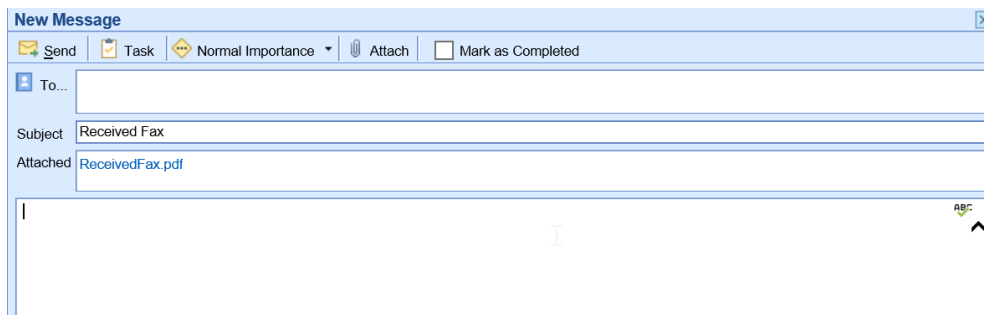 New Message
Send Task Normal Importance Attach Mark as Completed
To...
Subject Received Fax
Attached ReceivedFax.pdf
ABC